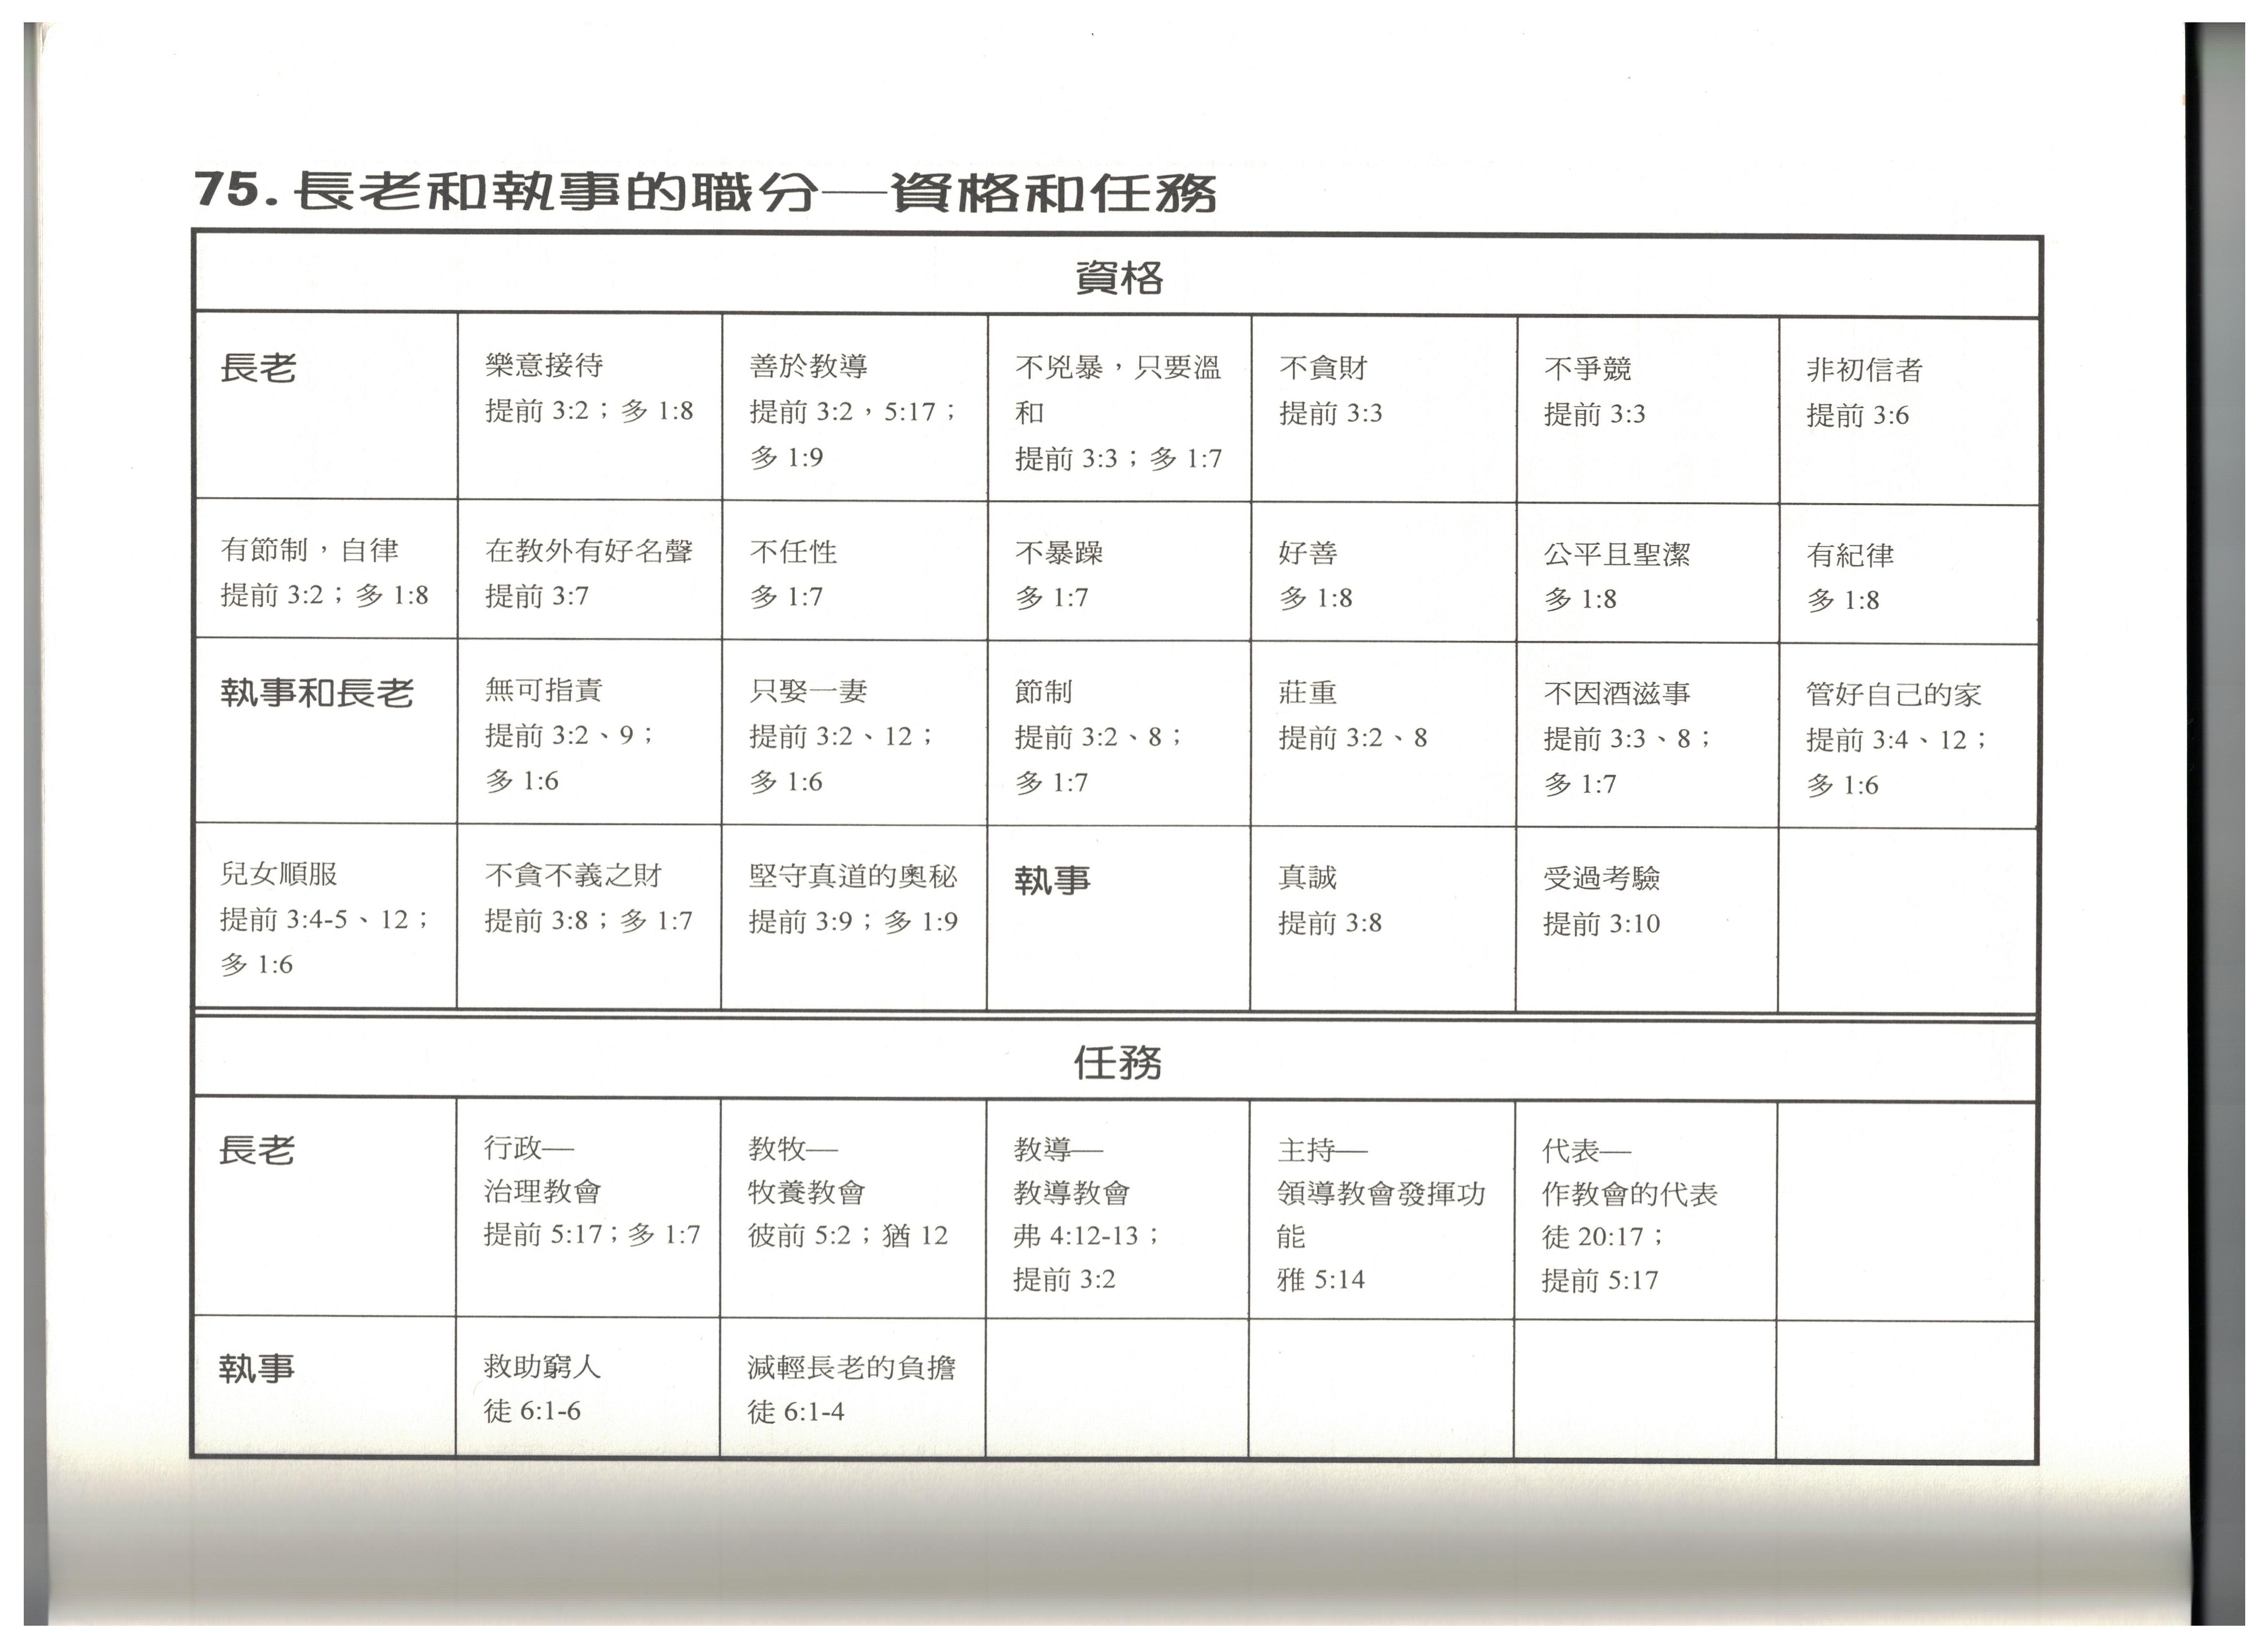 75. 長老和執事的職分—資格和任務
資格
長老
樂意接待
提前 3:2；多 1:8
善於教導
提前 3:2，5:17；
多 1:9
不兇暴，只要溫
和
提前 3:3；多 1:7
不貪財
提前 3:3
不爭競
提前 3:3
非初信者
提前 3:6
有節制，自律
提前 3:2；多 1:8
在教外有好名聲
提前 3:7
不任性
多 1:7
不暴躁
多 1:7
好善
多 1:8
公平且聖潔
多 1:8
有紀律
多 1:8
執事和長老
無可指責
提前 3:2、9；
多 1:6
只娶一妻
提前 3:2、12；
多 1:6
節制
提前 3:2、8；
多 1:7
莊重
提前 3:2、8
不因酒滋事
提前 3:3、8；
多 1:7
管好自己的家
提前 3:4、12；
多 1:6
兒女順服
提前 3:4-5、12；
多 1:6
不貪不義之財
提前 3:8；多 1:7
堅守真道的奧秘
提前 3:9；多 1:9
執事
真誠
提前 3:8
受過考驗
提前 3:10
任務
長老
行政—
治理教會
提前 5:17；多 1:7
教牧—
牧養教會
彼前 5:2；猶 12
教導—
教導教會
弗 4:12-13；
提前 3:2
主持—
領導教會發揮功
能
雅 5:14
代表—
作教會的代表
徒 20:17；
提前 5:17
執事
救助窮人
徒 6:1-6
減輕長老的負擔
徒 6:1-4